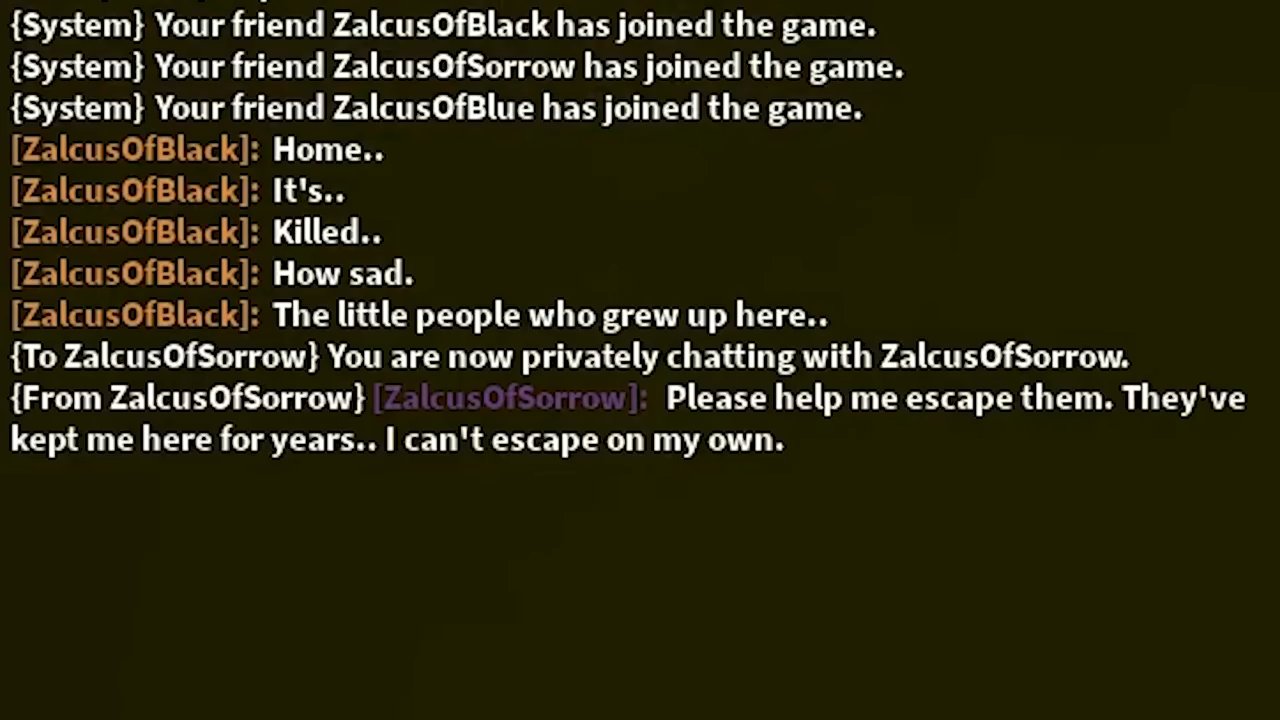 {System} Your friend ZalcusOfBlack has joined the game.
{System} Your friend ZalcusOfSorrow has joined the game.
{System} Your friend ZalcusOfBlue has joined the game.
[ZalcusOfBlack]: Home..
[ZalcusOfBlack]: It's..
[ZalcusOfBlack]: Killed..
[ZalcusOfBlack]: How sad.
[ZalcusOfBlack]: The little people who grew up here..
{To ZalcusOfSorrow} You are now privately chatting with ZalcusOfSorrow.
{From ZalcusOfSorrow} [ZalcusOfSorrow]: Please help me escape them. They've
kept me here for years.. I can't escape on my own.